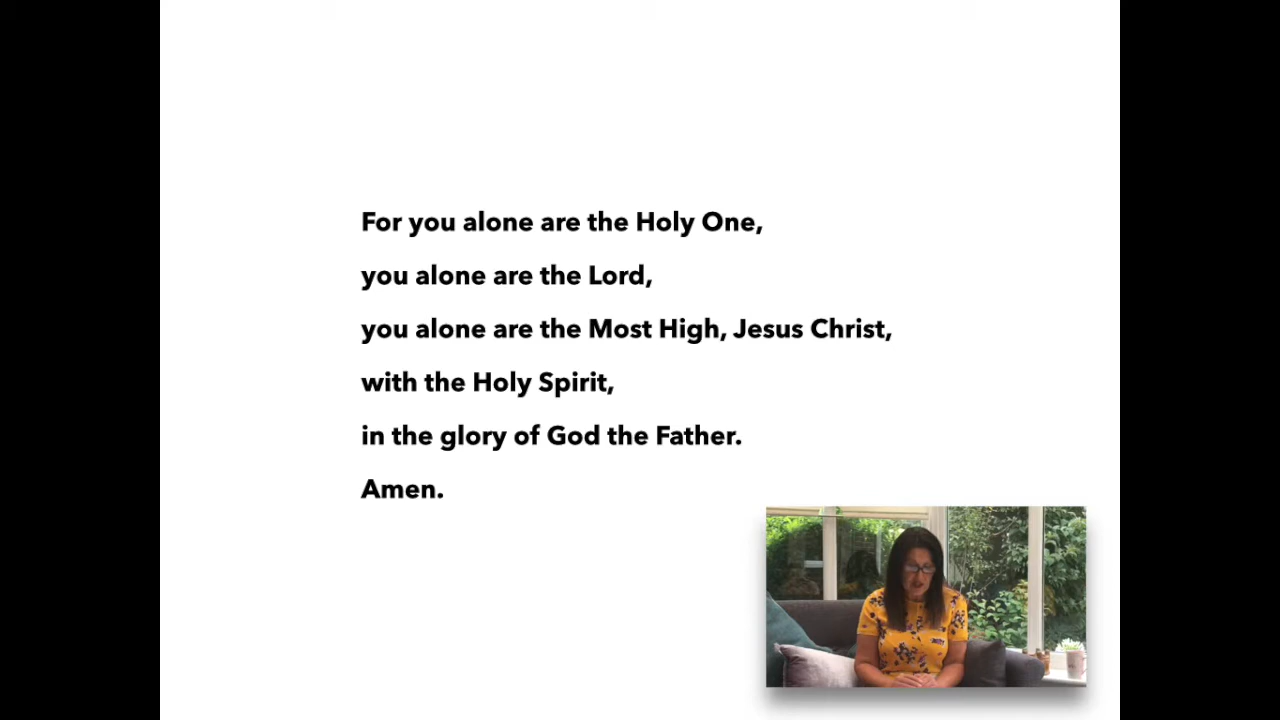 For you alone are the Holy One,
you alone are the Lord,
you alone are the Most High, Jesus Christ,
with the Holy Spirit,
in the glory of God the Father.
Amen.